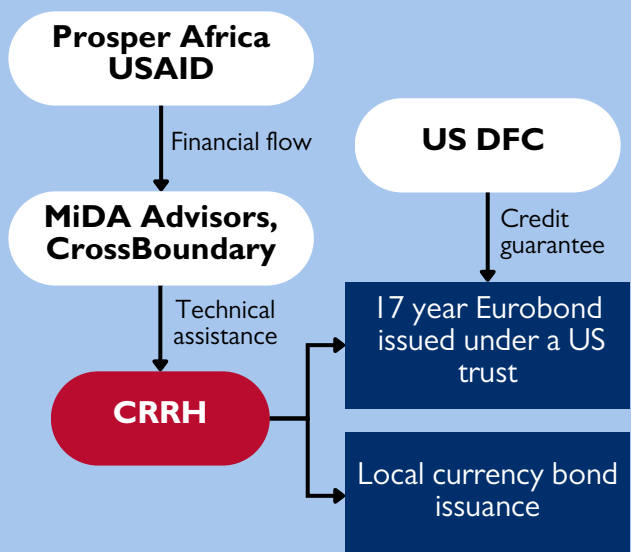 Prosper Africa
USAID
Financial flow
US DFC
MiDA Advisors,
CrossBoundary
Credit
guarantee
Technical
assistance
17 year Eurobond
issued under a US
trust
CRRH
Local currency bond
issuance